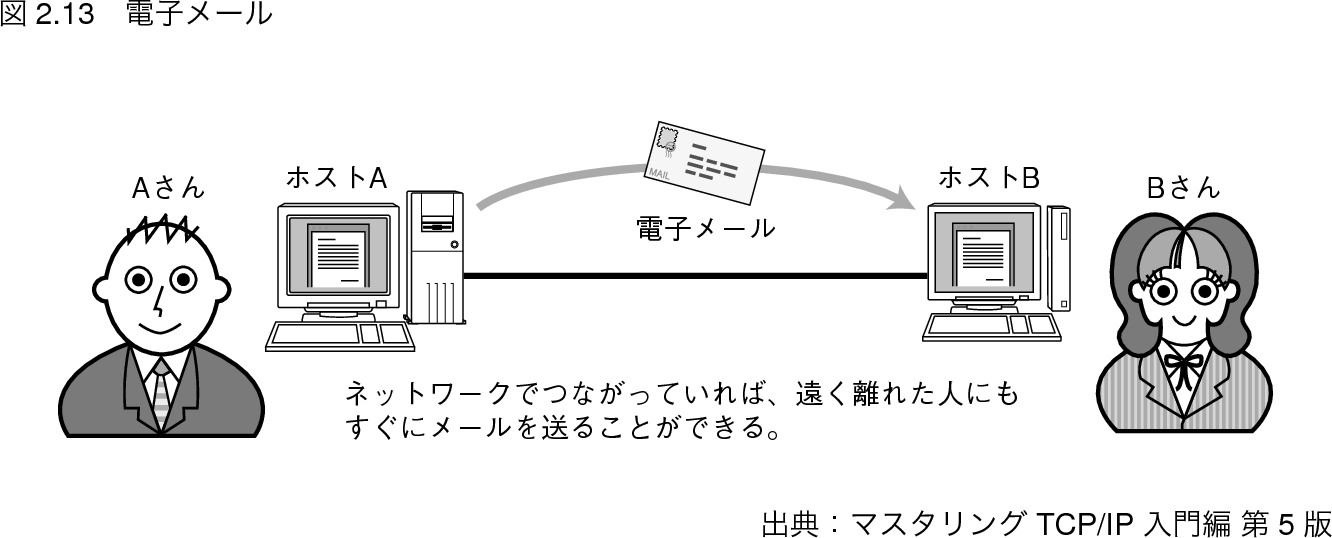 図 2.13　電子メール
Aさん
ホストA
MAIL
電子メール
ホストB
Bさん
ネットワークでつながっていれば、遠く離れた人にも
すぐにメールを送ることができる。
出典：マスタリング TCP/IP 入門編 第 5 版